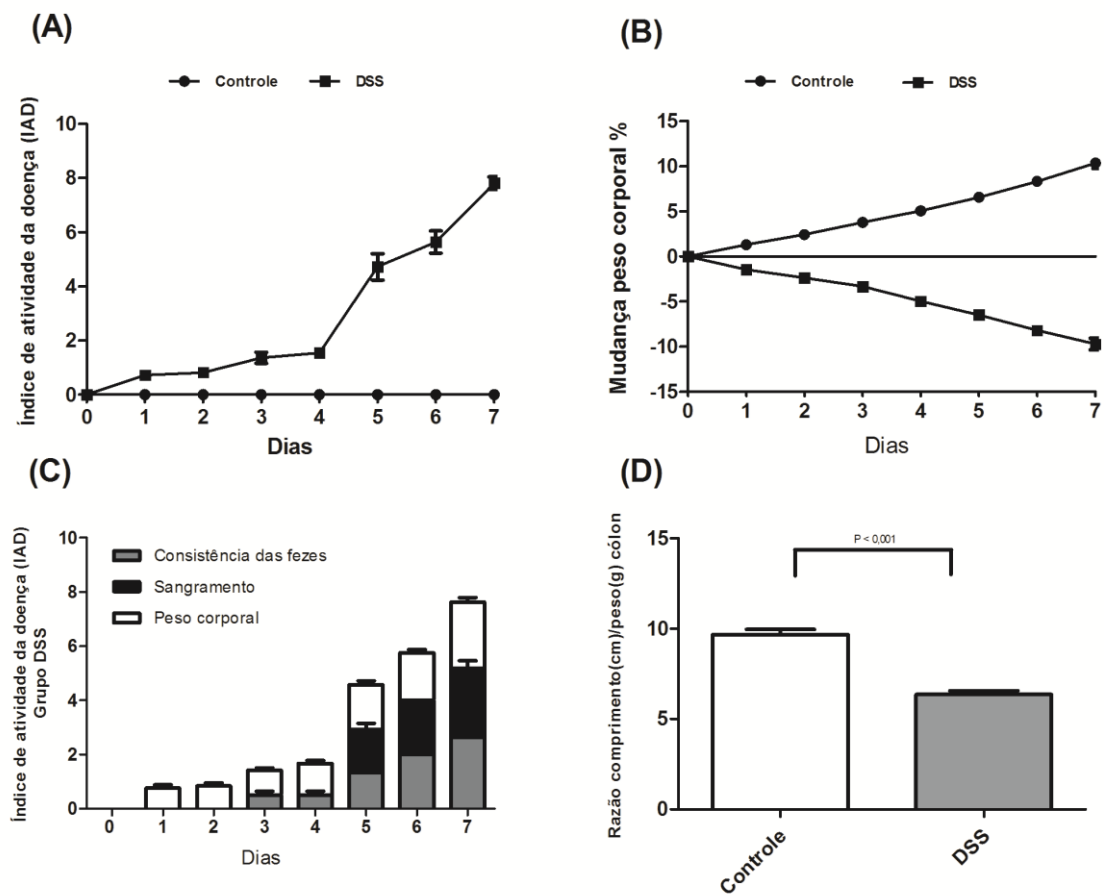 (A)
Controle DSS
Índice de atividade da doença (IAD)
10
8
6
4
2
0
0 1 2 3 4 5 6 7
Dias
(B)
Controle DSS
Mudança peso corporal %
15
10
5
0
-5
-10
-15
0 1 2 3 4 5 6 7
Dias
(C)
Índice de atividade da doença (IAD)
Grupo DSS
10
8
6
4
2
0
Consistência das fezes
Sangramento
Peso corporal
0 1 2 3 4 5 6 7
Dias
(D)
Razão comprimento(cm)/peso(g) cólon
15
10
5
0
P < 0,001
Controle
DSS